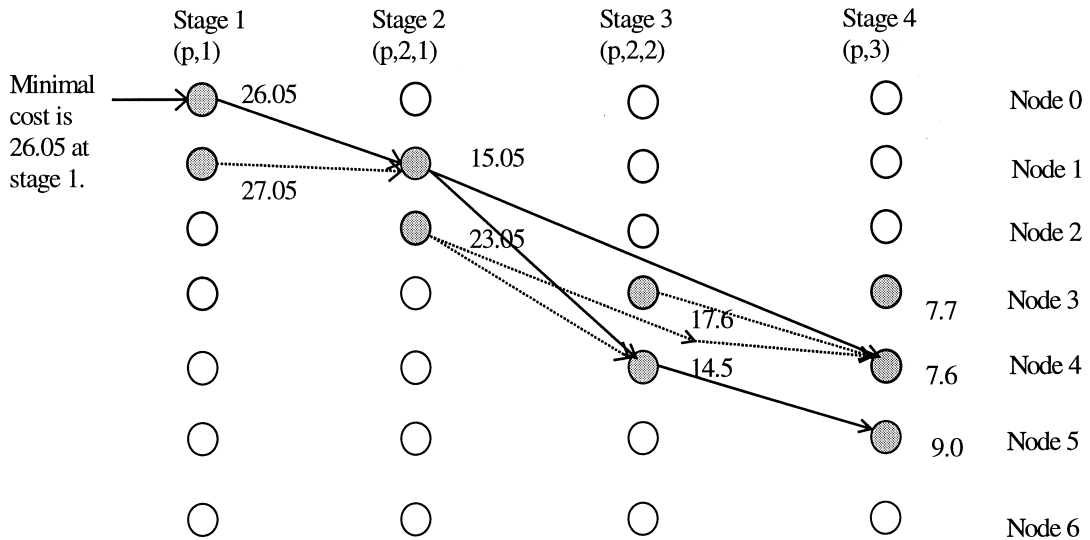 Stage 1
(p,1)
Stage 2
(p,2,1)
Stage 3
(p,2,2)
Stage 4
(p,3)
Minimal
cost is
26.05 at
stage 1.
26.05
Node 0
15.05
Node 1
27.05
23.05
Node 2
17.6
7.7
Node 3
14.5
7.6
Node 4
9.0
Node 5
Node 6